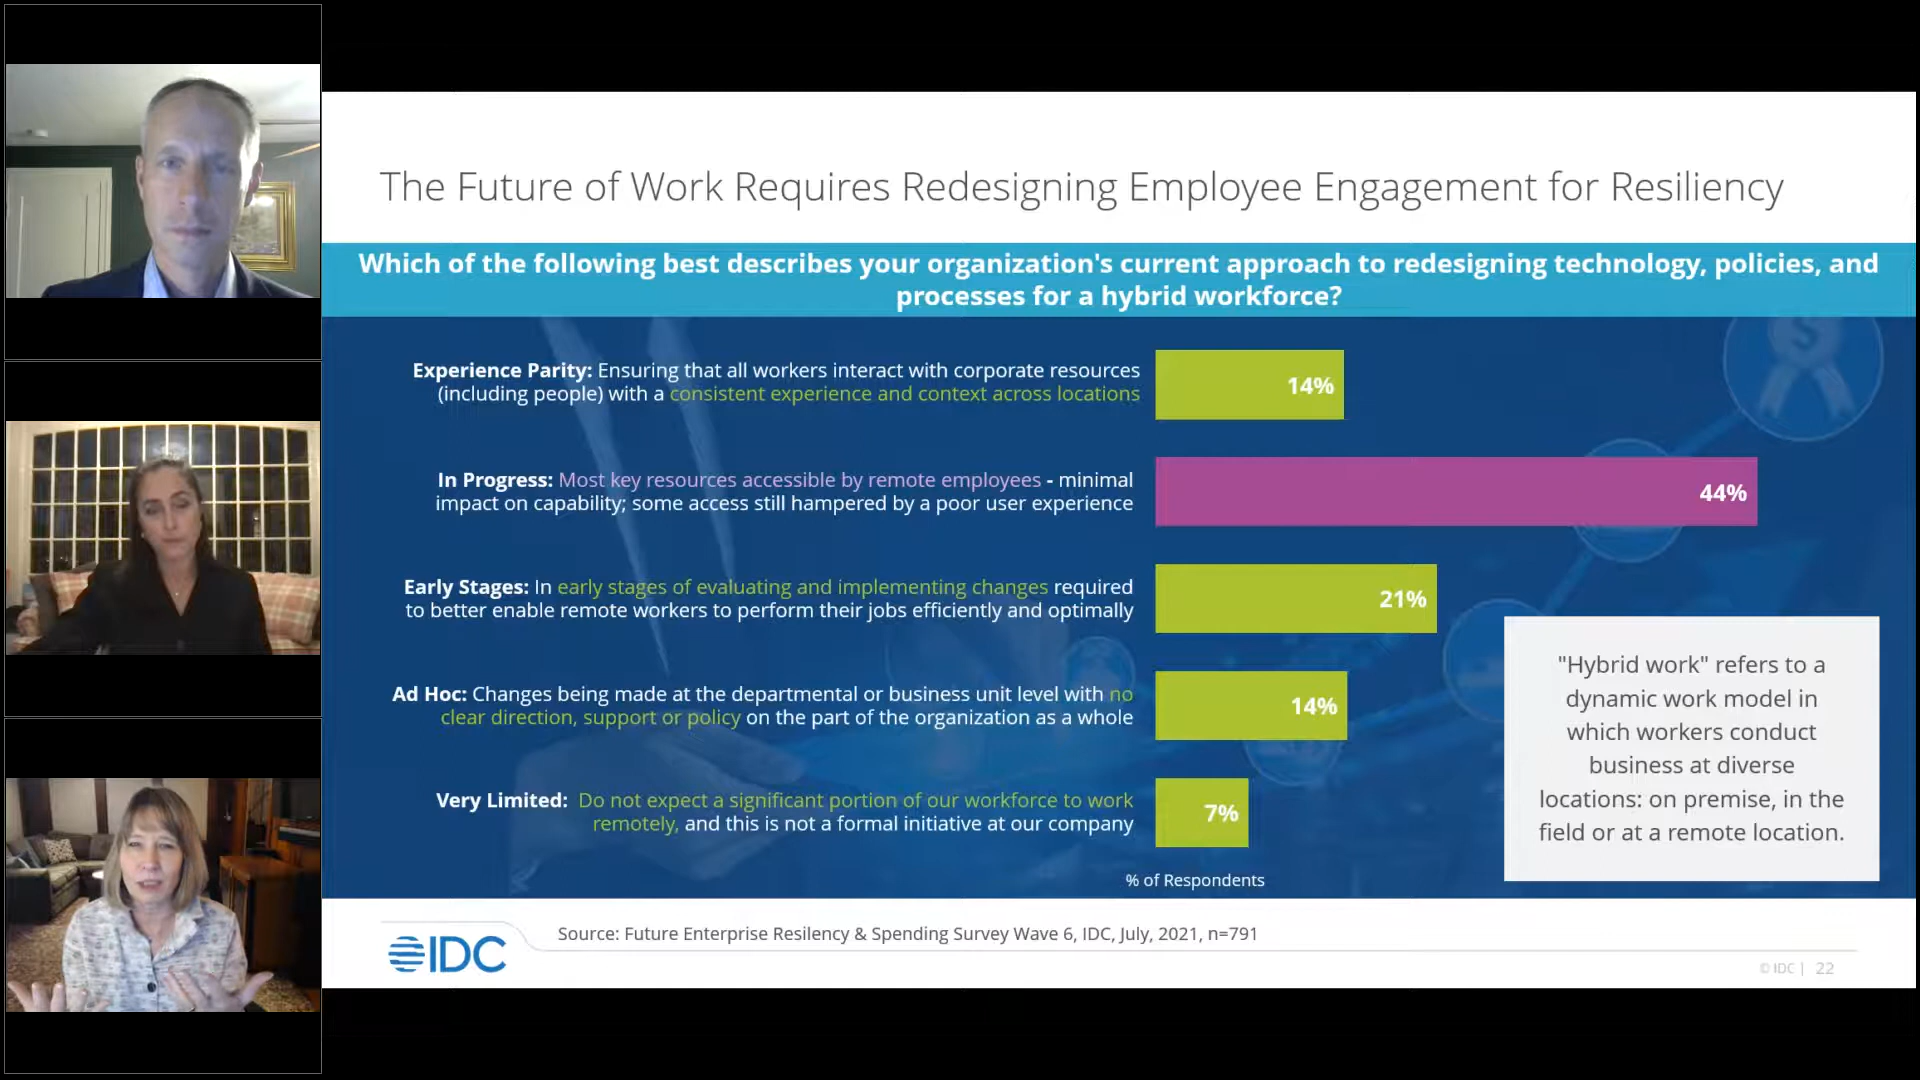 The Future of Work Requires Redesigning Employee Engagement for Resiliency
Which of the following best describes your organization's current approach to redesigning technology, policies, and
processes for a hybrid workforce?
Experience Parity: Ensuring that all workers interact with corporate resources
(including people) with a consistent experience and context across locations
14%
In Progress: Most key resources accessible by remote employees - minimal
impact on capability; some access still hampered by a poor user experience
44%
Early Stages: In early stages of evaluating and implementing changes required
to better enable remote workers to perform their jobs efficiently and optimally
21%
Ad Hoc: Changes being made at the departmental or business unit level with no
clear direction, support or policy on the part of the organization as a whole
14%
Very Limited: Do not expect a significant portion of our workforce to work
remotely, and this is not a formal initiative at our company
7%
% of Respondents
"Hybrid work" refers to a
dynamic work model in
which workers conduct
business at diverse
locations: on premise, in the
field or at a remote location.
IDC
Source: Future Enterprise Resilency & Spending Survey Wave 6, IDC, July, 2021, n=791
© IDC | 22